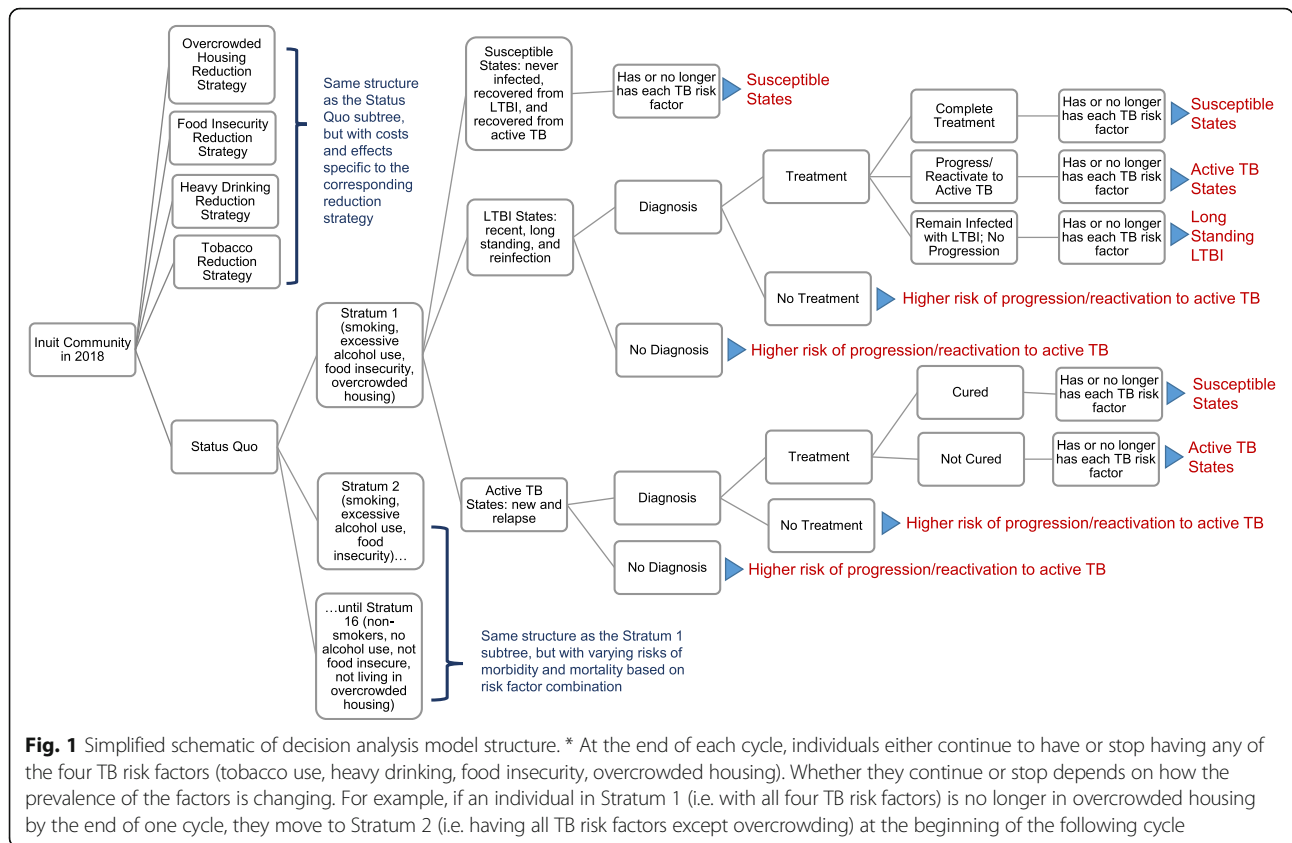 Overcrowded
Housing
Reduction
Strategy
Food Insecurity
Reduction
Strategy
Heavy Drinking
Reduction
Strategy
Tobacco
Reduction
Strategy
Same structure
as the Status
Quo subtree,
but with costs
and effects
specific to the
corresponding
reduction
strategy
Inuit Community
in 2018
Status Quo
Stratum 1
(smoking,
excessive
alcohol use,
food insecurity,
overcrowded
housing)
Stratum 2
(smoking,
excessive
alcohol use,
food
insecurity)…
…until Stratum
16 (non-
smokers, no
alcohol use, not
food insecure,
not living in
overcrowded
housing)
Same structure as the Stratum 1
subtree, but with varying risks of
morbidity and mortality based on
risk factor combination
Susceptible
States: never
infected,
recovered from
LTBI, and
recovered from
active TB
Has or no longer
has each TB risk
factor
Susceptible
States
LTBI States:
recent, long
standing, and
reinfection
Diagnosis
Treatment
Complete
Treatment
Has or no longer
has each TB risk
factor
Susceptible
States
Progress/
Reactivate to
Active TB
Has or no longer
has each TB risk
factor
Active TB
States
Remain Infected
with LTBI; No
Progression
Has or no longer
has each TB risk
factor
Long
Standing
LTBI
No Treatment
Higher risk of progression/reactivation to active TB
No Diagnosis
Higher risk of progression/reactivation to active TB
Active TB
States: new and
relapse
Diagnosis
Treatment
Cured
Has or no longer
has each TB risk
factor
Susceptible
States
Not Cured
Has or no longer
has each TB risk
factor
Active TB
States
No Treatment
Higher risk of progression/reactivation to active TB
No Diagnosis
Higher risk of progression/reactivation to active TB
Fig. 1 Simplified schematic of decision analysis model structure. * At the end of each cycle, individuals either continue to have or stop having any of
the four TB risk factors (tobacco use, heavy drinking, food insecurity, overcrowded housing). Whether they continue or stop depends on how the
prevalence of the factors is changing. For example, if an individual in Stratum 1 (i.e. with all four TB risk factors) is no longer in overcrowded housing
by the end of one cycle, they move to Stratum 2 (i.e. having all TB risk factors except overcrowding) at the beginning of the following cycle